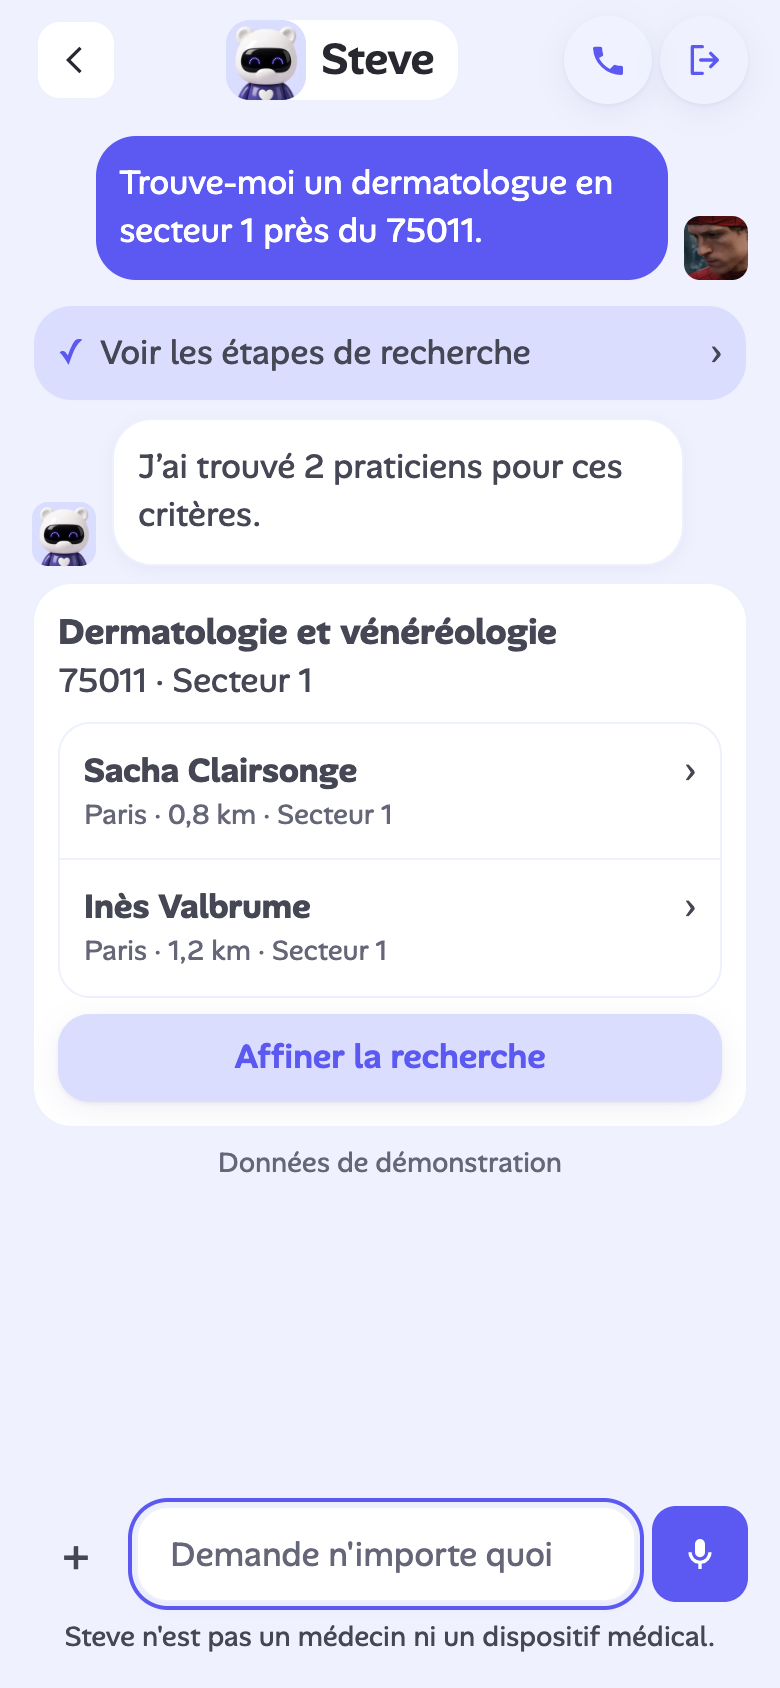 Steve
Trouve-moi un dermatologue en
secteur 1 près du 75011.
✓ Voir les étapes de recherche ›
J’ai trouvé 2 praticiens pour ces
critères.
Dermatologie et vénéréologie
75011 · Secteur 1
Sacha Clairsonge ›
Paris · 0,8 km · Secteur 1
Inès Valbrume ›
Paris · 1,2 km · Secteur 1
Affiner la recherche
Données de démonstration
Demande n'importe quoi
Steve n'est pas un médecin ni un dispositif médical.